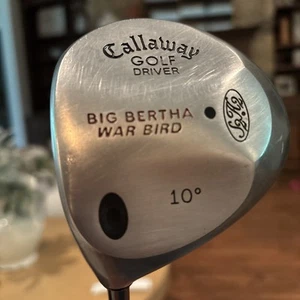 Callaway
GOLF
DRIVER
BIG BERTHA
WAR BIRD
10°